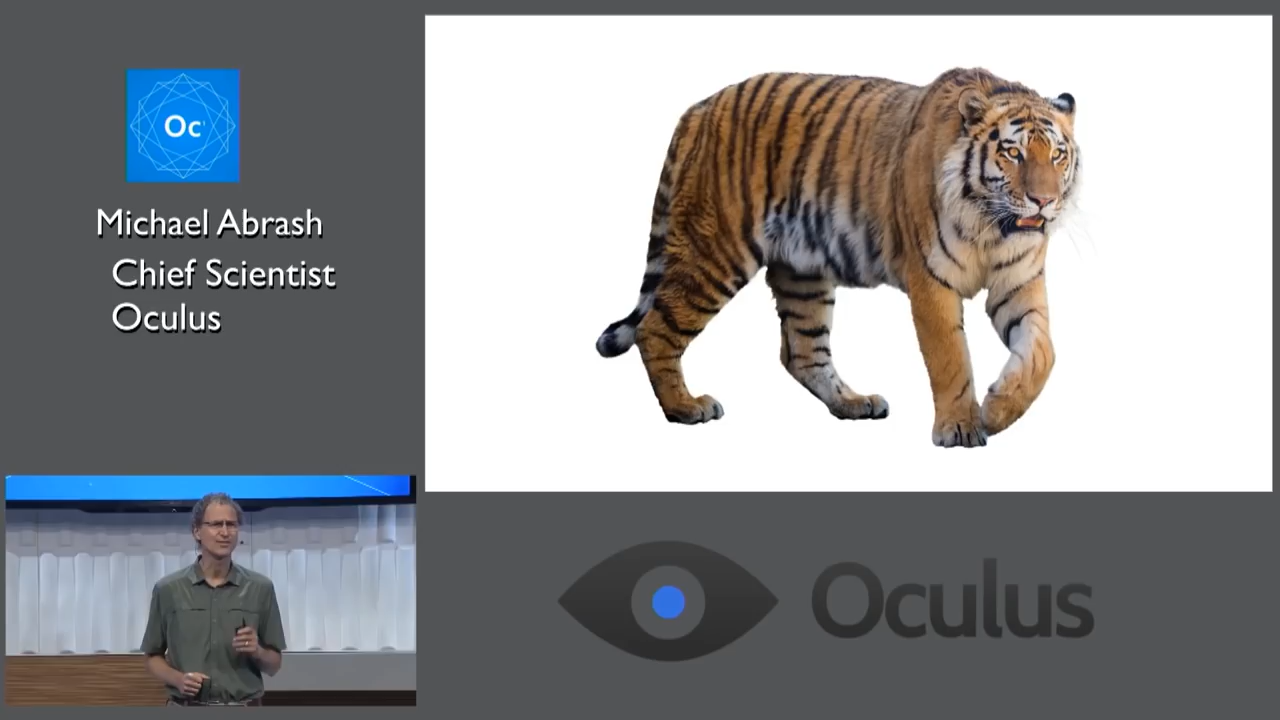 Oc
Michael Abrash
Chief Scientist
Oculus
Oculus